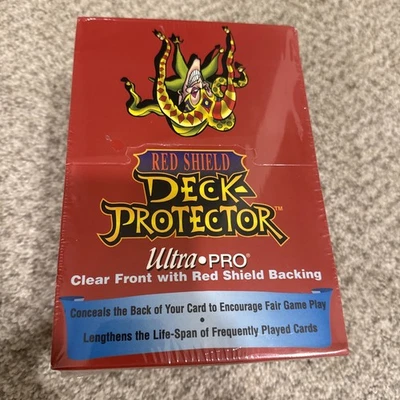 RED SHIELD
DECK-
PROTECTOR™
Ultra•PRO®
Clear Front with Red Shield Backing
Conceals the Back of Your Card to Encourage Fair Game Play
•
Lengthens the Life-Span of Frequently Played Cards